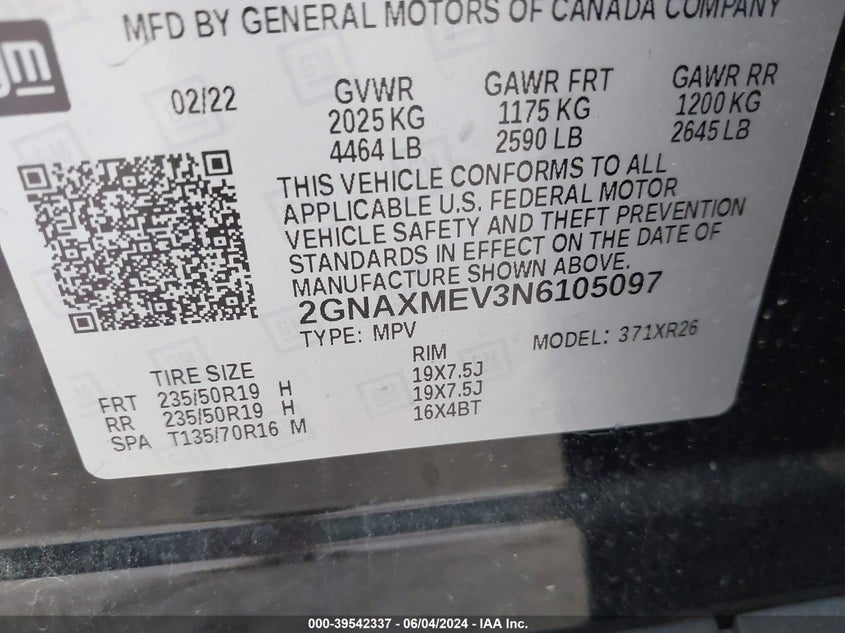 MFD BY GENERAL MOTORS OF CANADA COMPANY
gm
02/22
GVWR
2025 KG
4464 LB
GAWR FRT
1175 KG
2590 LB
GAWR RR
1200 KG
2645 LB
THIS VEHICLE CONFORMS TO ALL
APPLICABLE U.S. FEDERAL MOTOR
VEHICLE SAFETY AND THEFT PREVENTION
STANDARDS IN EFFECT ON THE DATE OF
MANUFACTURE SHOWN ABOVE.
2GNAXMEV3N6105097
TYPE: MPV MODEL: 371XR26
TIRE SIZE RIM
FRT 235/50R19 H 19X7.5J
RR 235/50R19 H 19X7.5J
SPA T135/70R16 M 16X4BT
000-39542337 - 06/04/2024 - IAA Inc.